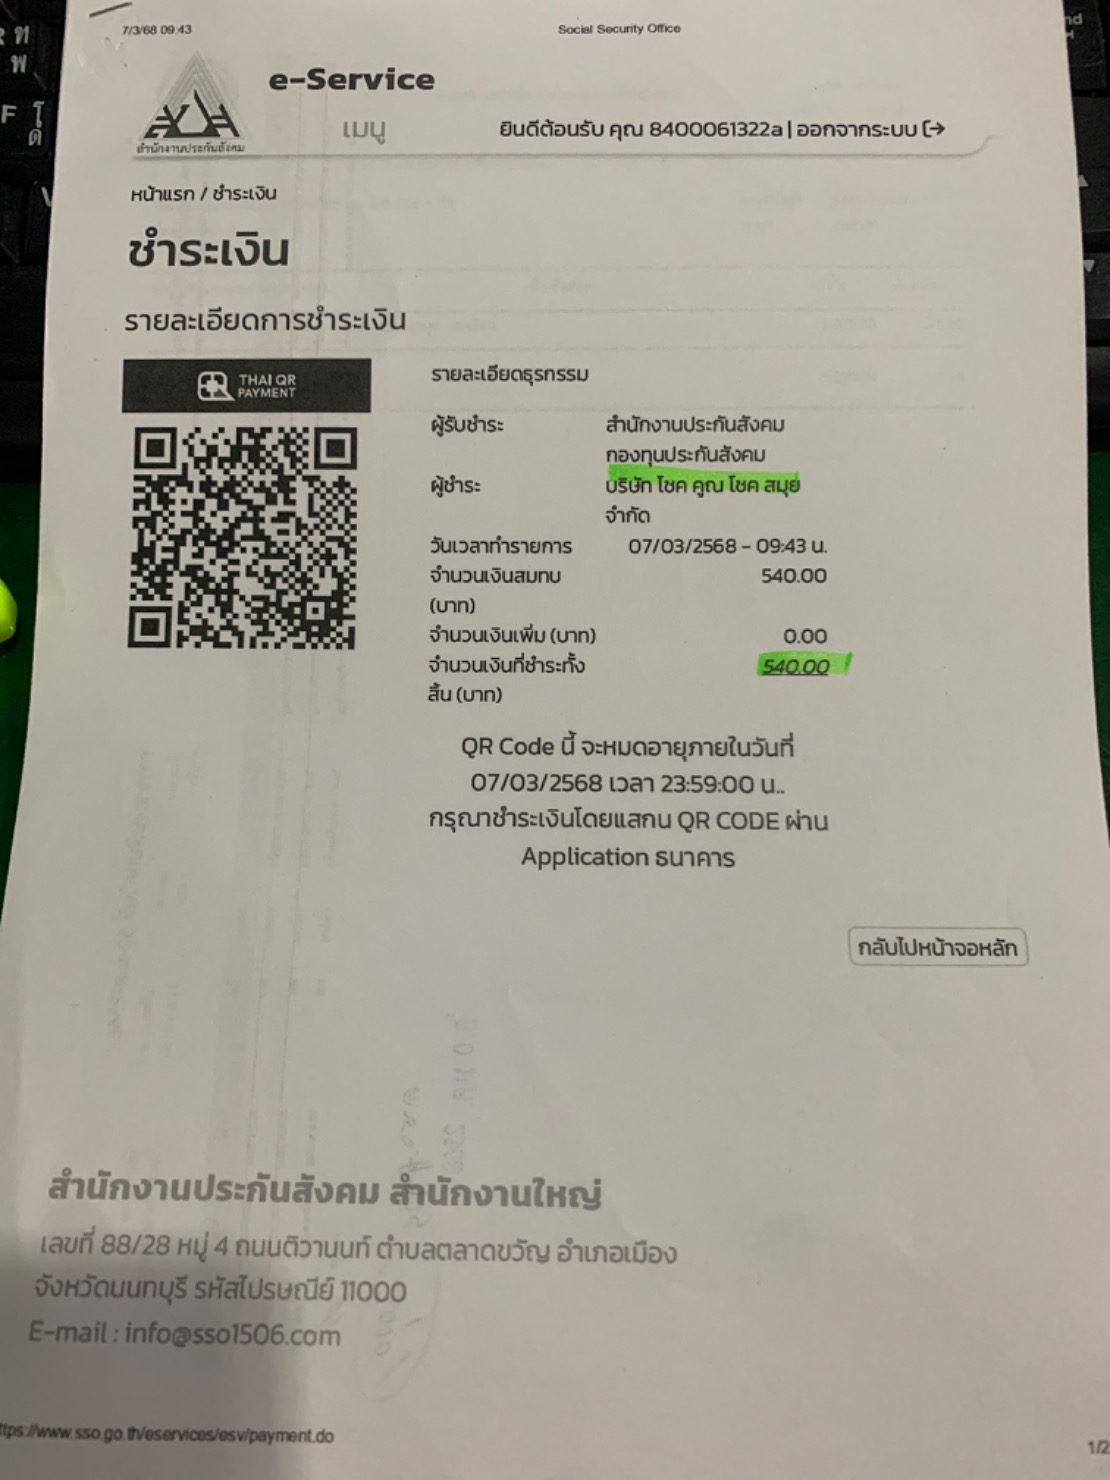 7/3/68 09:43
Social Security Office
e-Service
สำนักงานประกันสังคม
เมนู
ยินดีต้อนรับ คุณ 8400061322a | ออกจากระบบ
หน้าแรก / ชำระเงิน
ชำระเงิน
รายละเอียดการชำระเงิน
THAI QR
PAYMENT
รายละเอียดธุรกรรม
ผู้รับชำระ สำนักงานประกันสังคม
กองทุนประกันสังคม
ผู้ชำระ บริษัท โชค คูณ โชค สมุย
จำกัด
วันเวลาทำรายการ 07/03/2568 - 09:43 น.
จำนวนเงินสมทบ 540.00
(บาท)
จำนวนเงินเพิ่ม (บาท) 0.00
จำนวนเงินที่ชำระทั้ง 540.00
สิ้น (บาท)
QR Code นี้ จะหมดอายุภายในวันที่
07/03/2568 เวลา 23:59:00 น..
กรุณาชำระเงินโดยแสกน QR CODE ผ่าน
Application ธนาคาร
กลับไปหน้าจอหลัก
สำนักงานประกันสังคม สำนักงานใหญ่
เลขที่ 88/28 หมู่ 4 ถนนติวานนท์ ตำบลตลาดขวัญ อำเภอเมือง
จังหวัดนนทบุรี รหัสไปรษณีย์ 11000
E-mail : info@sso1506.com
ttps://www.sso.go.th/eservices/esv/payment.do
1/2